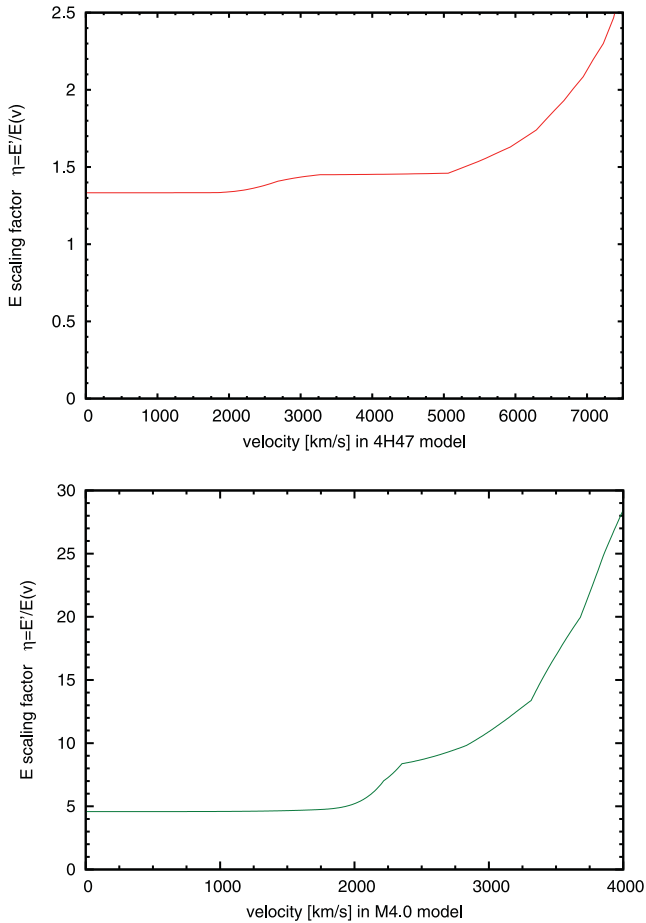 2.5
2
1.5
1
0.5
0
E scaling factor η=E'/E(v)
0 1000 2000 3000 4000 5000 6000 7000
velocity [km/s] in 4H47 model
30
25
20
15
10
5
0
E scaling factor η=E'/E(v)
0 1000 2000 3000 4000
velocity [km/s] in M4.0 model